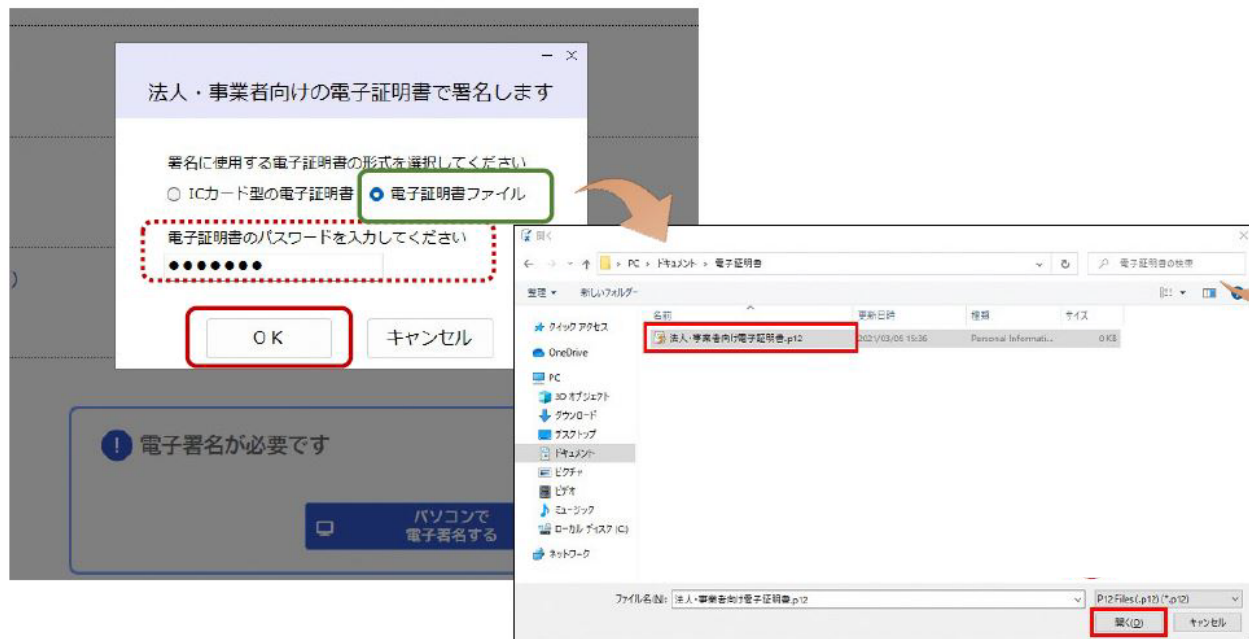 法人・事業者向けの電子証明書で署名します
署名に使用する電子証明書の形式を選択してください
ICカード型の電子証明書 電子証明書ファイル
電子証明書のパスワードを入力してください
●●●●●●●
OK キャンセル
)
! 電子署名が必要です
パソコンで
電子署名する
開く
PC › ドキュメント › 電子証明書
電子証明書の検索
整理 新しいフォルダー
名前 更新日時 種類 サイズ
法人・事業者向け電子証明書.p12 2021/03/06 15:36 Personal Informati... 0 KB
クイック アクセス
OneDrive
PC
3D オブジェクト
ダウンロード
デスクトップ
ドキュメント
ピクチャ
ビデオ
ミュージック
ローカル ディスク (C)
ネットワーク
ファイル名(N): 法人・事業者向け電子証明書.p12 P12 Files (.p12) (*.p12)
開く(O) キャンセル